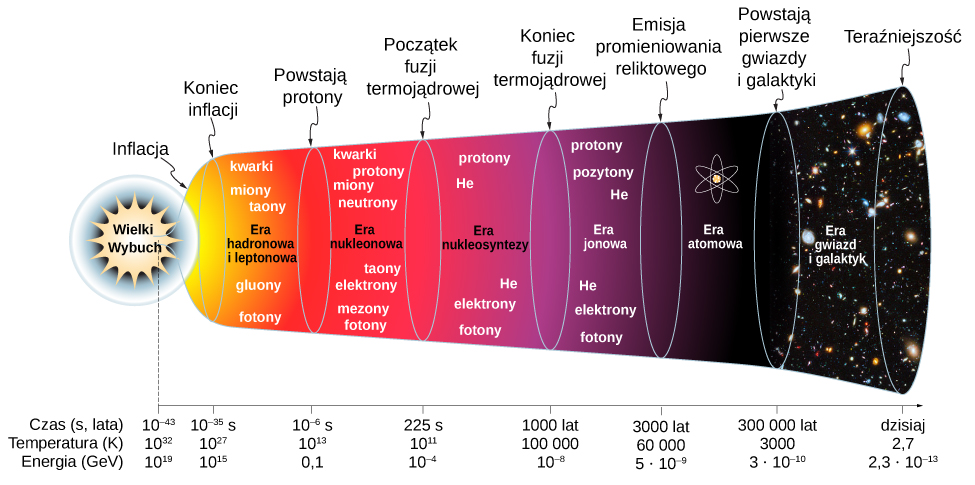 Inflacja
Koniec
inflacji
Powstają
protony
Początek
fuzji
termojądrowej
Koniec
fuzji
termojądrowej
Emisja
promieniowania
reliktowego
Powstają
pierwsze
gwiazdy
i galaktyki
Teraźniejszość
Wielki
Wybuch
kwarki
miony
taony
Era
hadronowa
i leptonowa
gluony
fotony
kwarki
protony
miony
neutrony
Era
nukleonowa
taony
elektrony
mezony
fotony
protony
He
Era
nukleosyntezy
He
elektrony
fotony
protony
pozytony
He
Era
jonowa
He
elektrony
fotony
Era
atomowa
Era
gwiazd
i galaktyk
Czas (s, lata) 10⁻⁴³ 10⁻³⁵ s 10⁻⁶ s 225 s 1000 lat 3000 lat 300 000 lat dzisiaj
Temperatura (K) 10³² 10²⁷ 10¹³ 10¹¹ 100 000 60 000 3000 2,7
Energia (GeV) 10¹⁹ 10¹⁵ 0,1 10⁻⁴ 10⁻⁸ 5 · 10⁻⁹ 3 · 10⁻¹⁰ 2,3 · 10⁻¹³